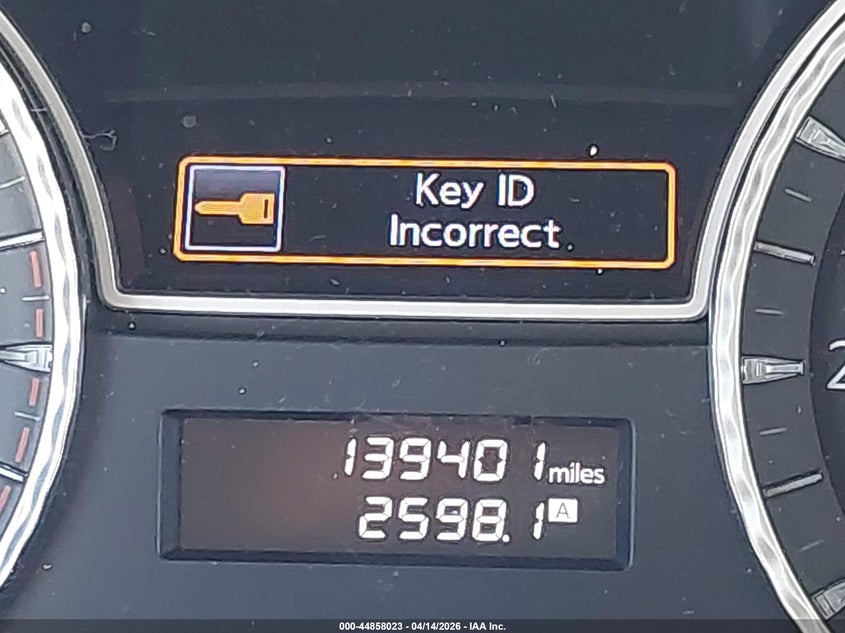 Key ID
Incorrect
139401 miles
2598.1 A
000-44858023 - 04/14/2026 - IAA Inc.